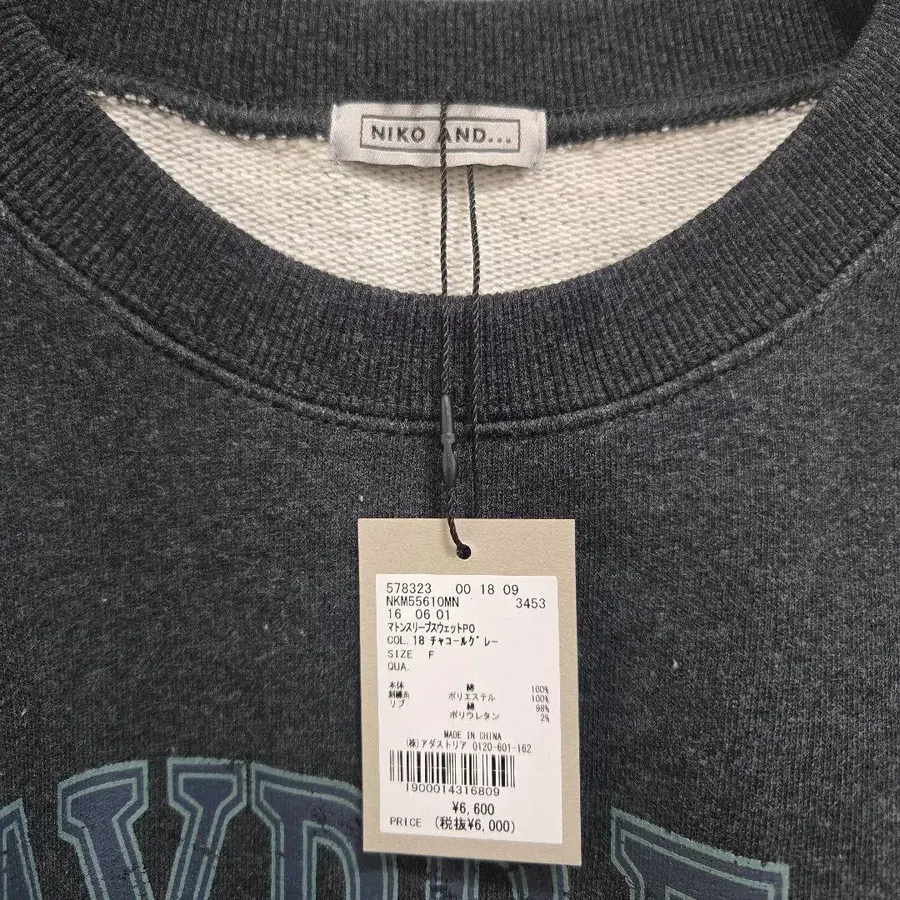 NIKO AND...
578323 00 18 09
NKM55610MN 3453
16 06 01
マトンスリーブスウェットPO
COL. 18 チャコールグレー
SIZE F
QUA.
本体 綿 100%
刺繍糸 ポリエステル 100%
リブ 綿 98%
ポリウレタン 2%
MADE IN CHINA
(株)アダストリア 0120-601-162
1900014316809
¥6,600
PRICE (税抜¥6,000)